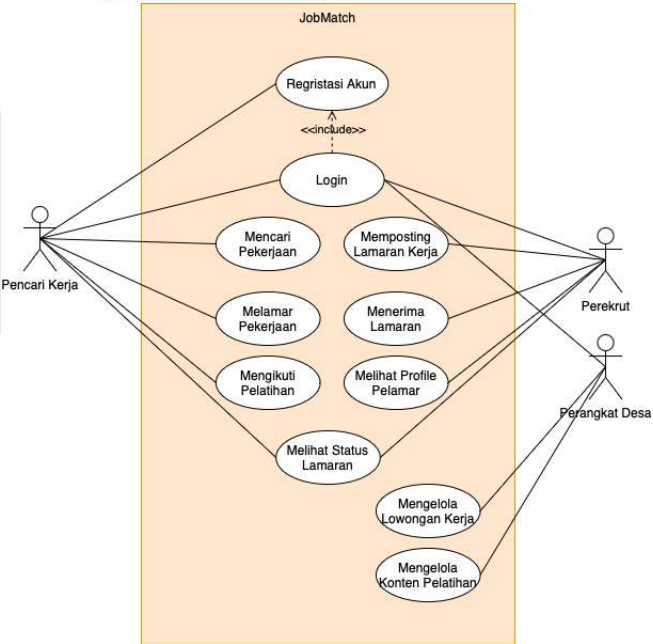 JobMatch
Regristasi Akun
<<include>>
Login
Mencari
Pekerjaan
Memposting
Lamaran Kerja
Pencari Kerja
Perekrut
Melamar
Pekerjaan
Menerima
Lamaran
Mengikuti
Pelatihan
Melihat Profile
Pelamar
Perangkat Desa
Melihat Status
Lamaran
Mengelola
Lowongan Kerja
Mengelola
Konten Pelatihan